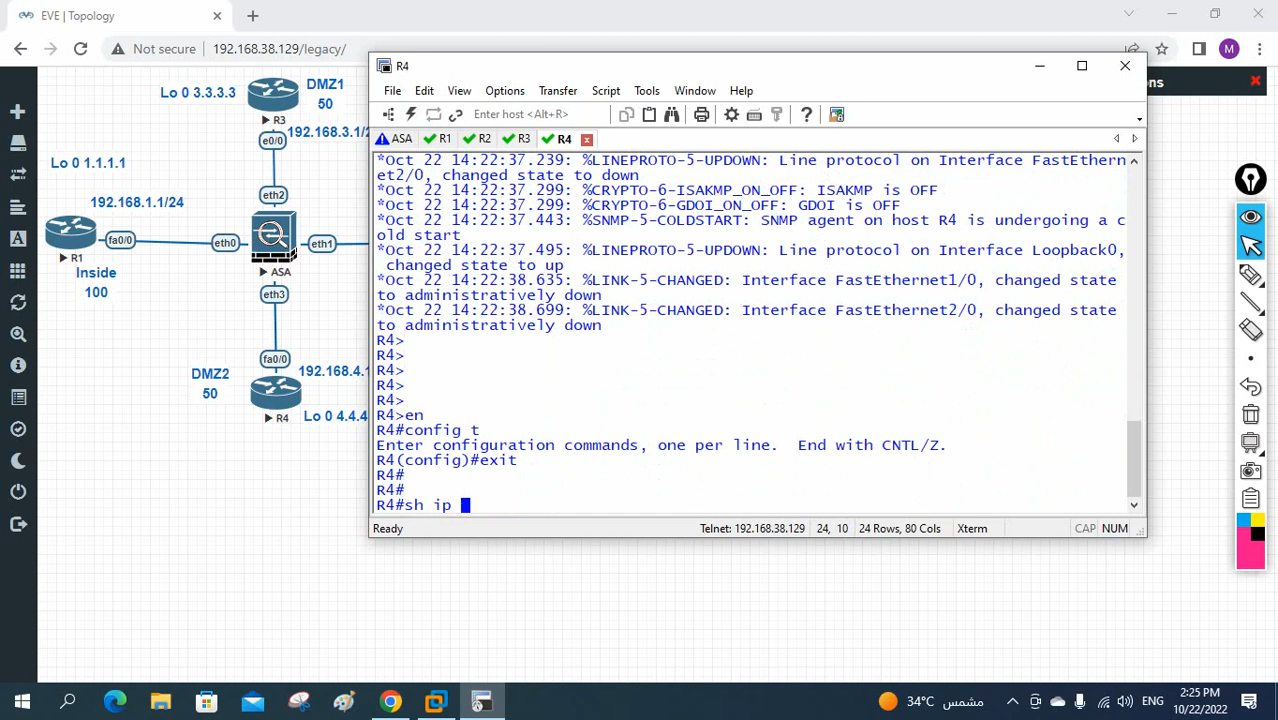 EVE | Topology
Not secure
192.168.38.129/legacy/
M
ons
Lo 0 3.3.3.3
DMZ1
50
R3
192.168.3.1/2
e0/0
Lo 0 1.1.1.1
192.168.1.1/24
eth2
fa0/0
eth0
eth1
R1
Inside
100
ASA
eth3
fa0/0
DMZ2
50
192.168.4.1
R4
Lo 0 4.4.4
R4
File Edit View Options Transfer Script Tools Window Help
Enter host <Alt+R>
ASA R1 R2 R3 R4
*Oct 22 14:22:37.239: %LINEPROTO-5-UPDOWN: Line protocol on Interface FastEthern
et2/0, changed state to down
*Oct 22 14:22:37.299: %CRYPTO-6-ISAKMP_ON_OFF: ISAKMP is OFF
*Oct 22 14:22:37.299: %CRYPTO-6-GDOI_ON_OFF: GDOI is OFF
*Oct 22 14:22:37.443: %SNMP-5-COLDSTART: SNMP agent on host R4 is undergoing a c
old start
*Oct 22 14:22:37.495: %LINEPROTO-5-UPDOWN: Line protocol on Interface Loopback0,
changed state to up
*Oct 22 14:22:38.635: %LINK-5-CHANGED: Interface FastEthernet1/0, changed state
to administratively down
*Oct 22 14:22:38.699: %LINK-5-CHANGED: Interface FastEthernet2/0, changed state
to administratively down
R4>
R4>
R4>
R4>
R4>
R4>en
R4#config t
Enter configuration commands, one per line.  End with CNTL/Z.
R4(config)#exit
R4#
R4#
R4#sh ip
Ready
Telnet: 192.168.38.129
24, 10
24 Rows, 80 Cols
Xterm
CAP NUM
34°C
مشمس
ENG
2:25 PM
10/22/2022